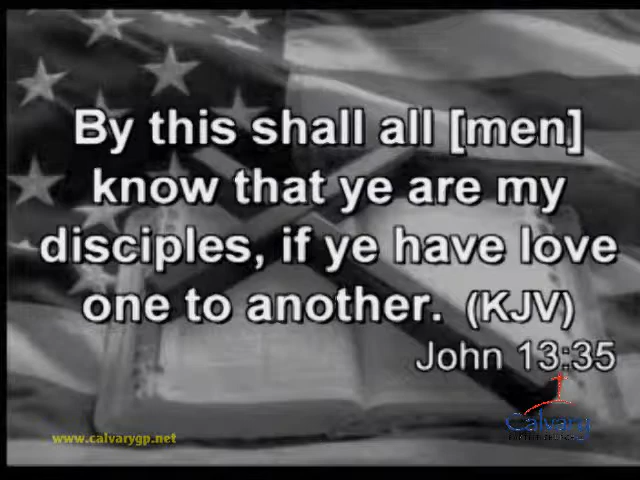 By this shall all [men]
know that ye are my
disciples, if ye have love
one to another. (KJV)
John 13:35
Calvary
www.calvarygp.net